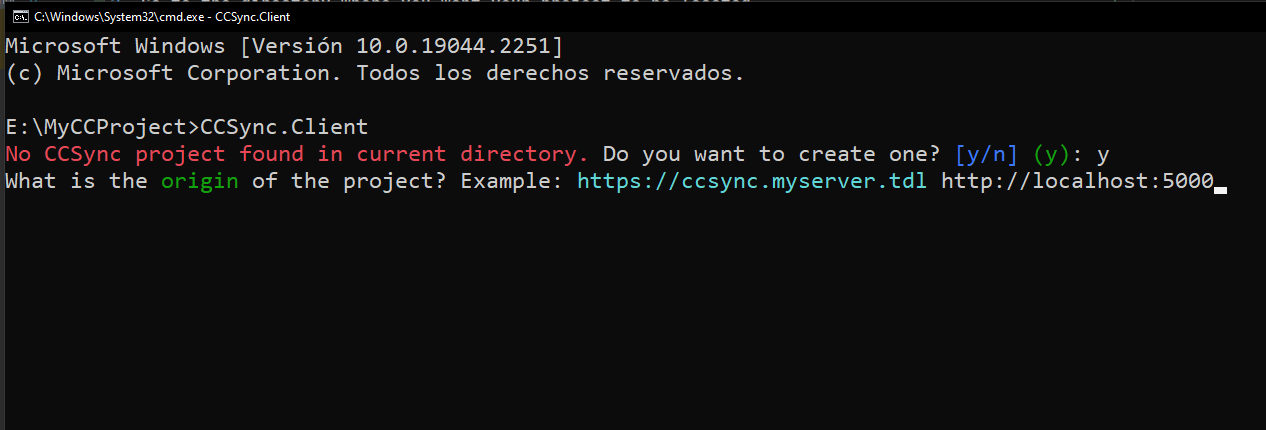 C:\Windows\System32\cmd.exe - CCSync.Client
Microsoft Windows [Versión 10.0.19044.2251]
(c) Microsoft Corporation. Todos los derechos reservados.
E:\MyCCProject>CCSync.Client
No CCSync project found in current directory. Do you want to create one? [y/n] (y): y
What is the origin of the project? Example: https://ccsync.myserver.tdl http://localhost:5000